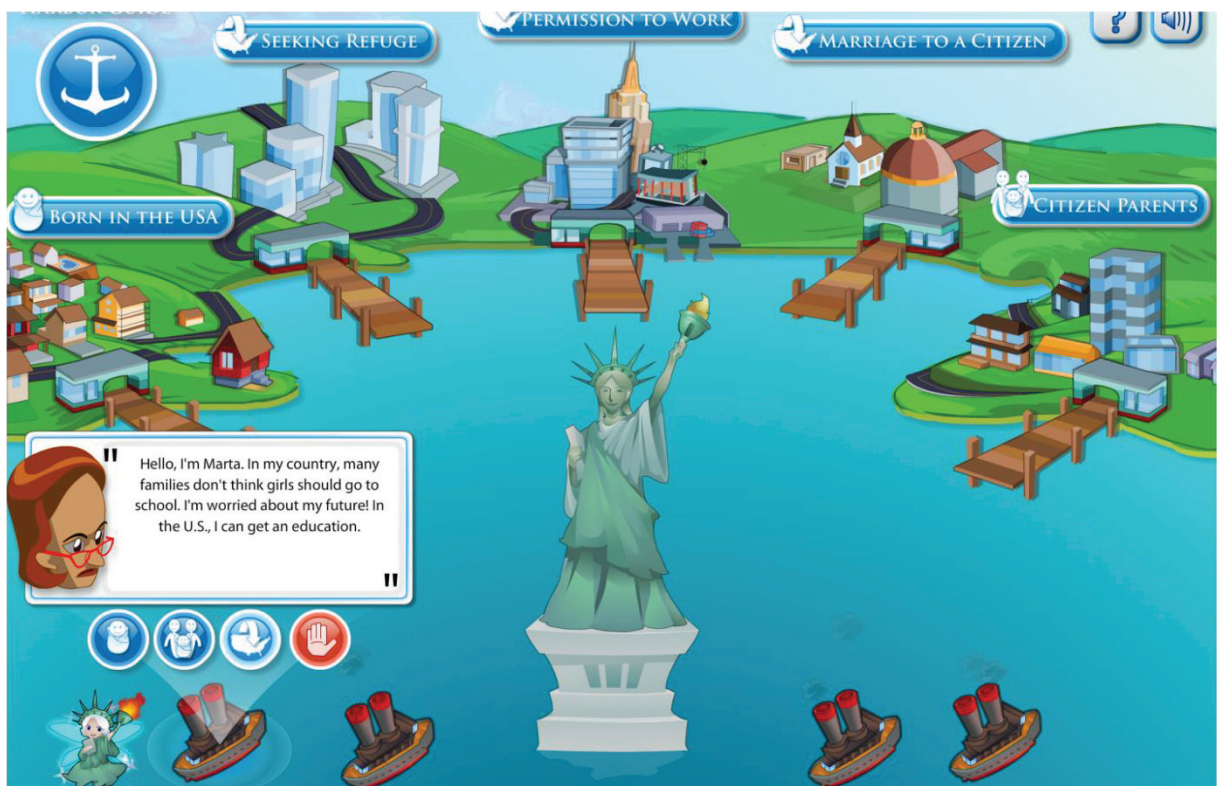 HARBOR GUIDE
PERMISSION TO WORK
SEEKING REFUGE
MARRIAGE TO A CITIZEN
?
BORN IN THE USA
CITIZEN PARENTS
"
Hello, I'm Marta. In my country, many
families don't think girls should go to
school. I'm worried about my future! In
the U.S., I can get an education.
"